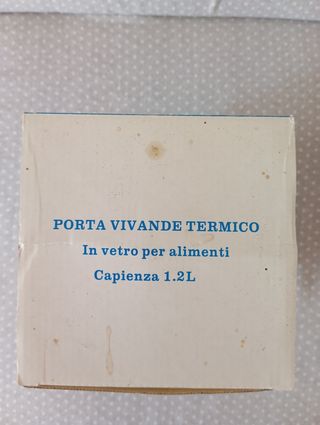 PORTA VIVANDE TERMICO
In vetro per alimenti
Capienza 1.2L